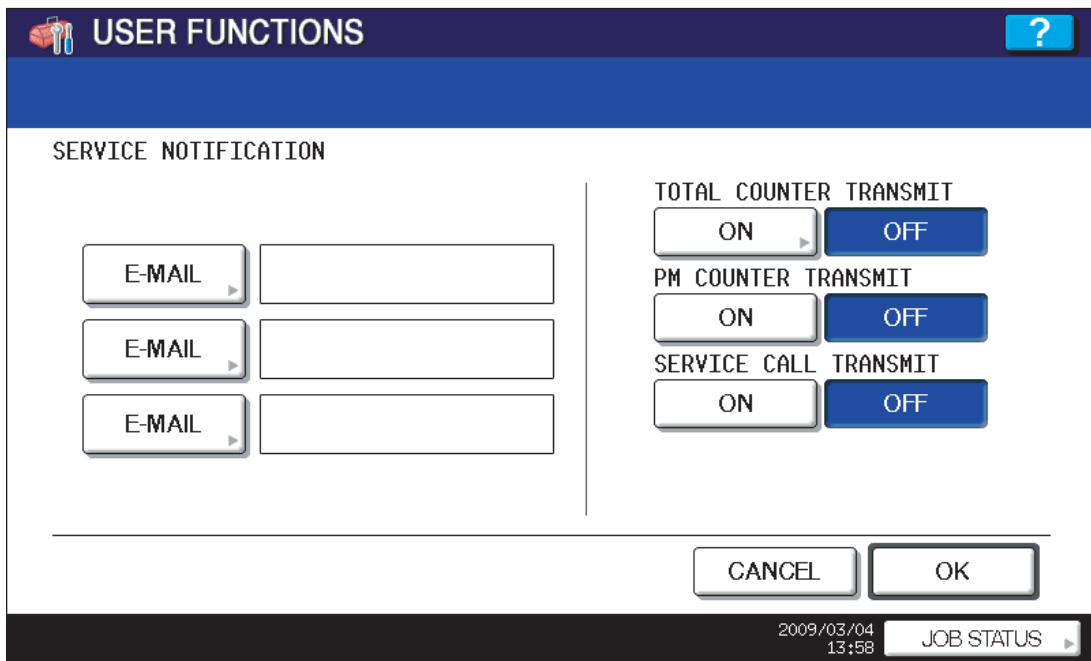 USER FUNCTIONS
?
SERVICE NOTIFICATION
E-MAIL
E-MAIL
E-MAIL
TOTAL COUNTER TRANSMIT
ON OFF
PM COUNTER TRANSMIT
ON OFF
SERVICE CALL TRANSMIT
ON OFF
CANCEL OK
2009/03/04
13:58
JOB STATUS